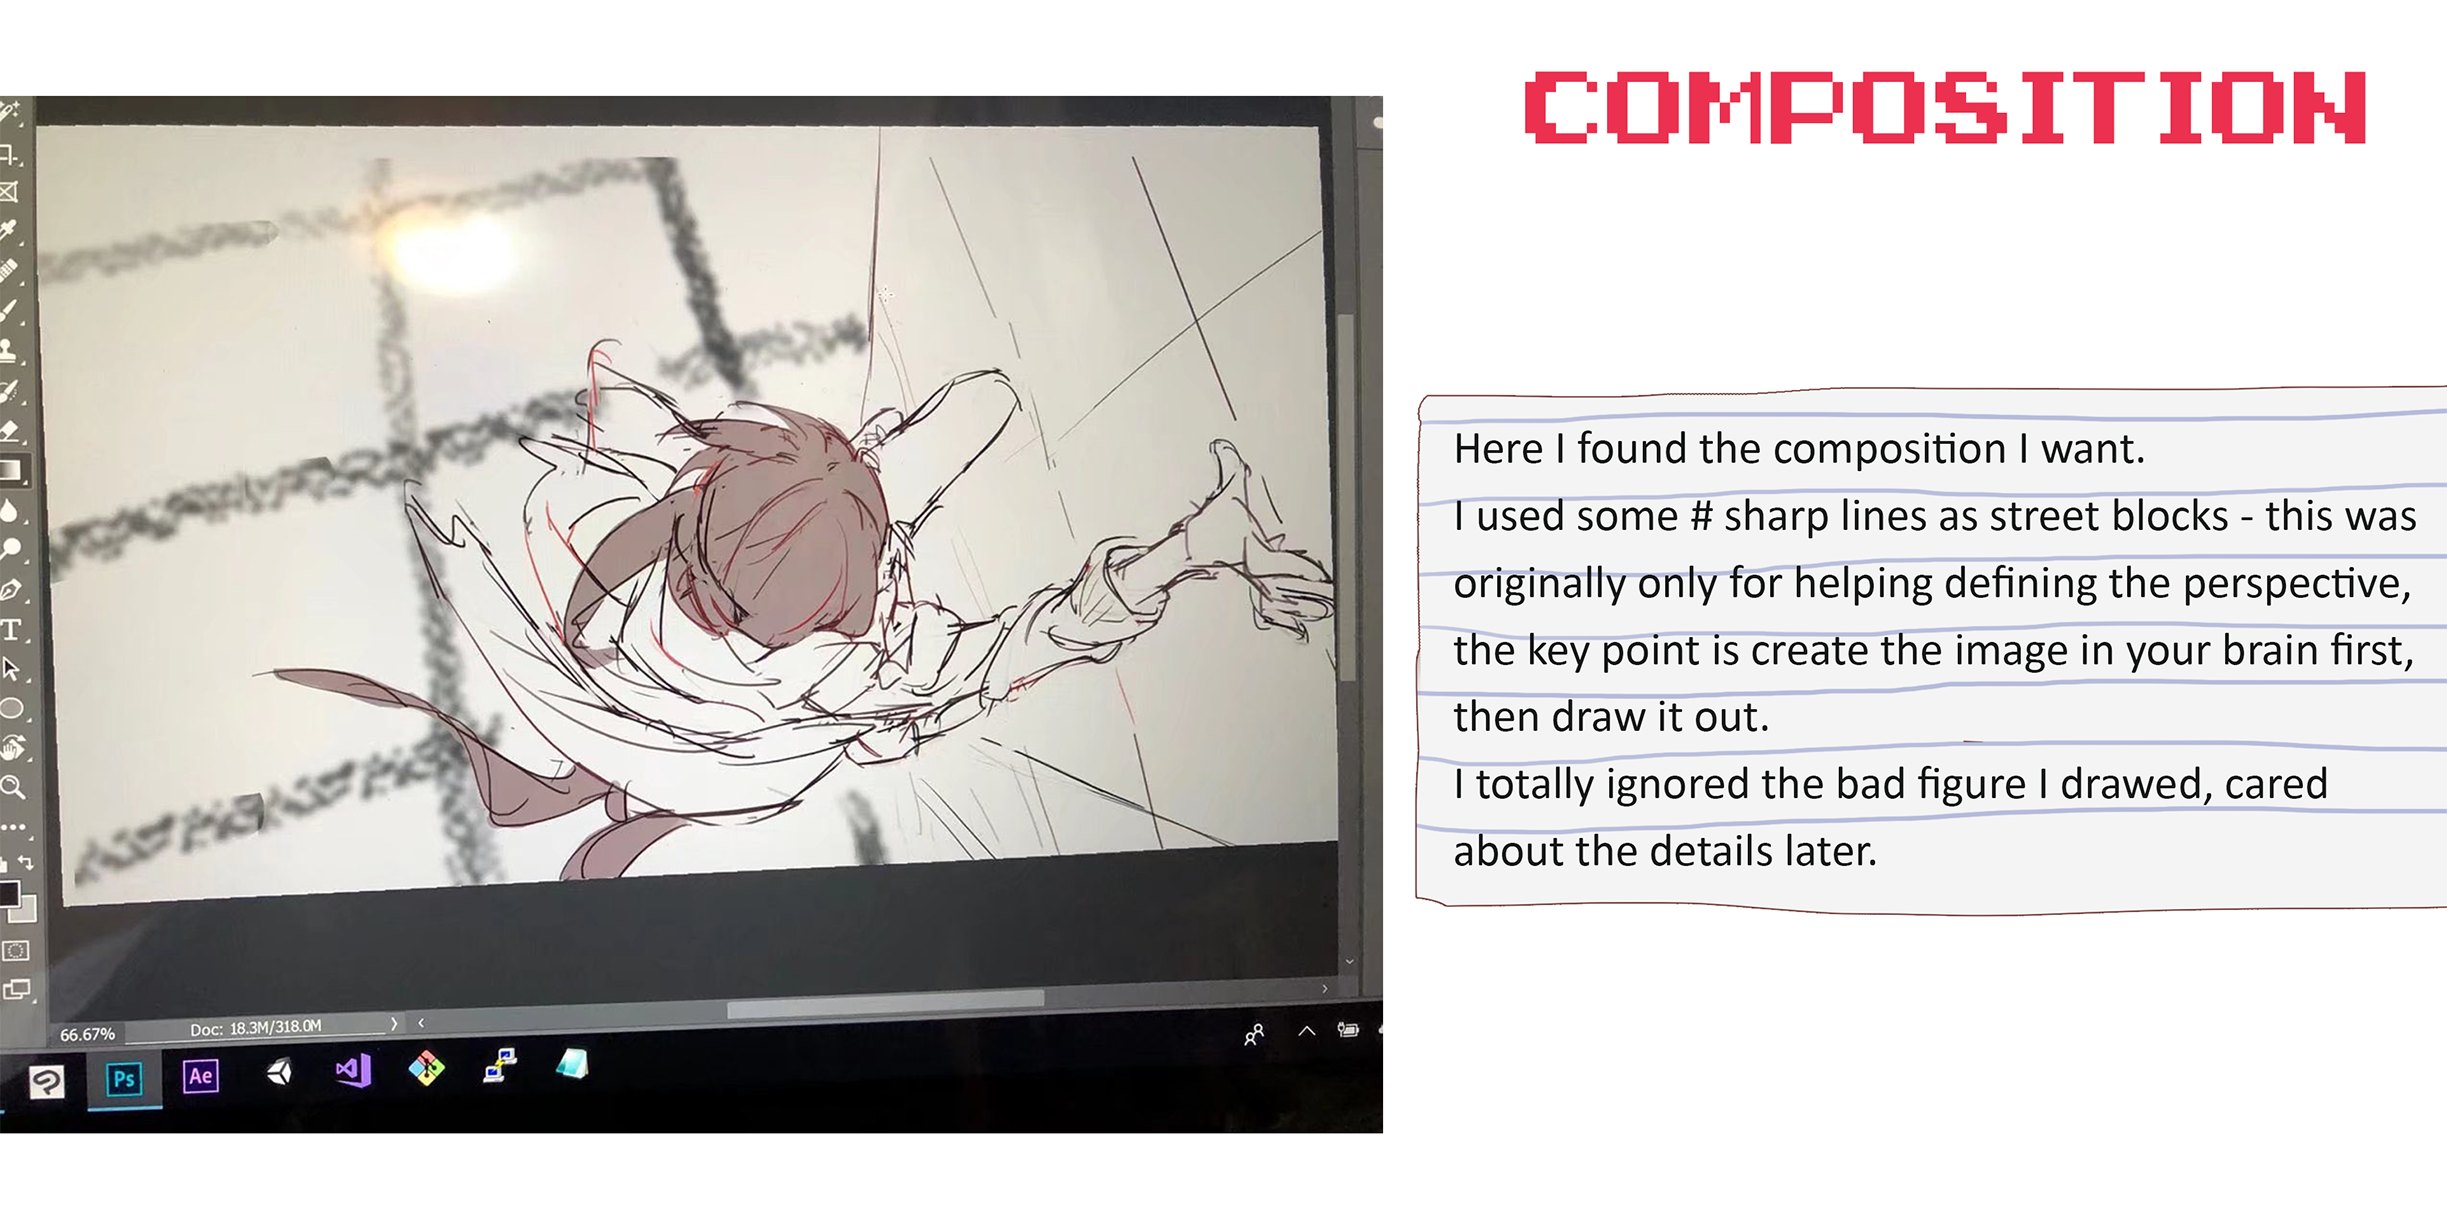 COMPOSITION
Here I found the composition I want.
I used some # sharp lines as street blocks - this was
originally only for helping defining the perspective,
the key point is create the image in your brain first,
then draw it out.
I totally ignored the bad figure I drawed, cared
about the details later.
T
66.67%
Doc: 18.3M/318.0M
Ps
Ae